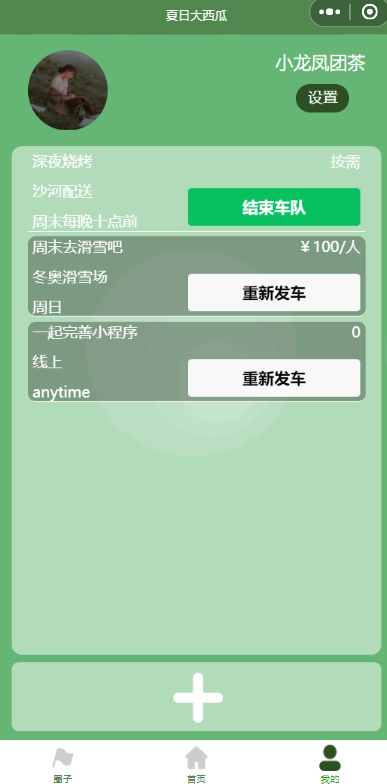 夏日大西瓜
小龙凤团茶
设置
深夜烧烤 按需
沙河配送
周末每晚十点前 结束车队
周末去滑雪吧 ￥100/人
冬奥滑雪场
周日 重新发车
一起完善小程序 0
线上
anytime 重新发车
圈子 首页 我的